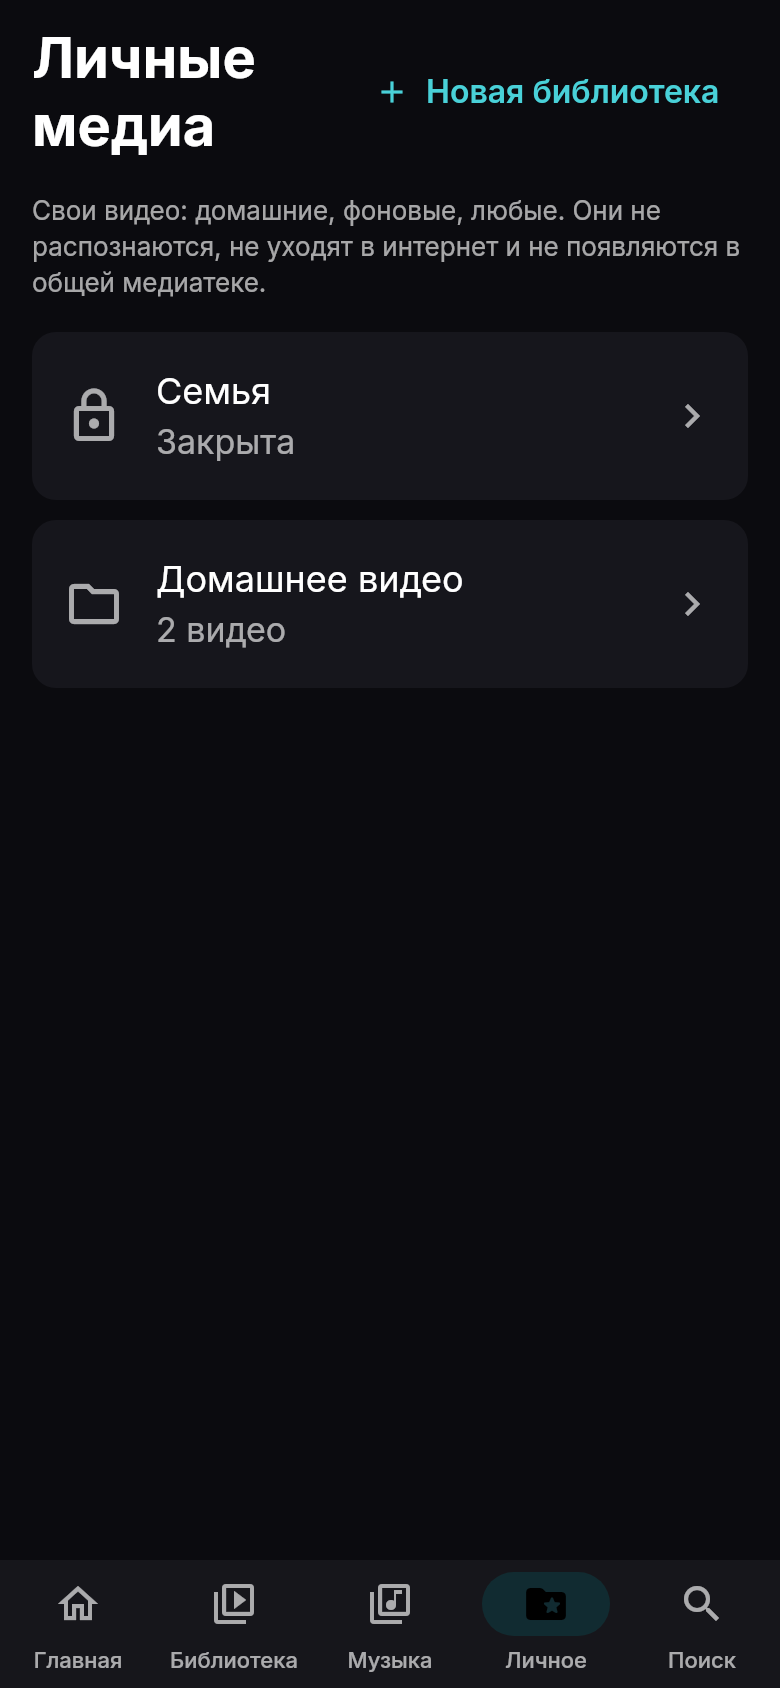 Личные
медиа
+ Новая библиотека
Свои видео: домашние, фоновые, любые. Они не
распознаются, не уходят в интернет и не появляются в
общей медиатеке.
Семья
Закрыта
Домашнее видео
2 видео
Главная
Библиотека
Музыка
Личное
Поиск